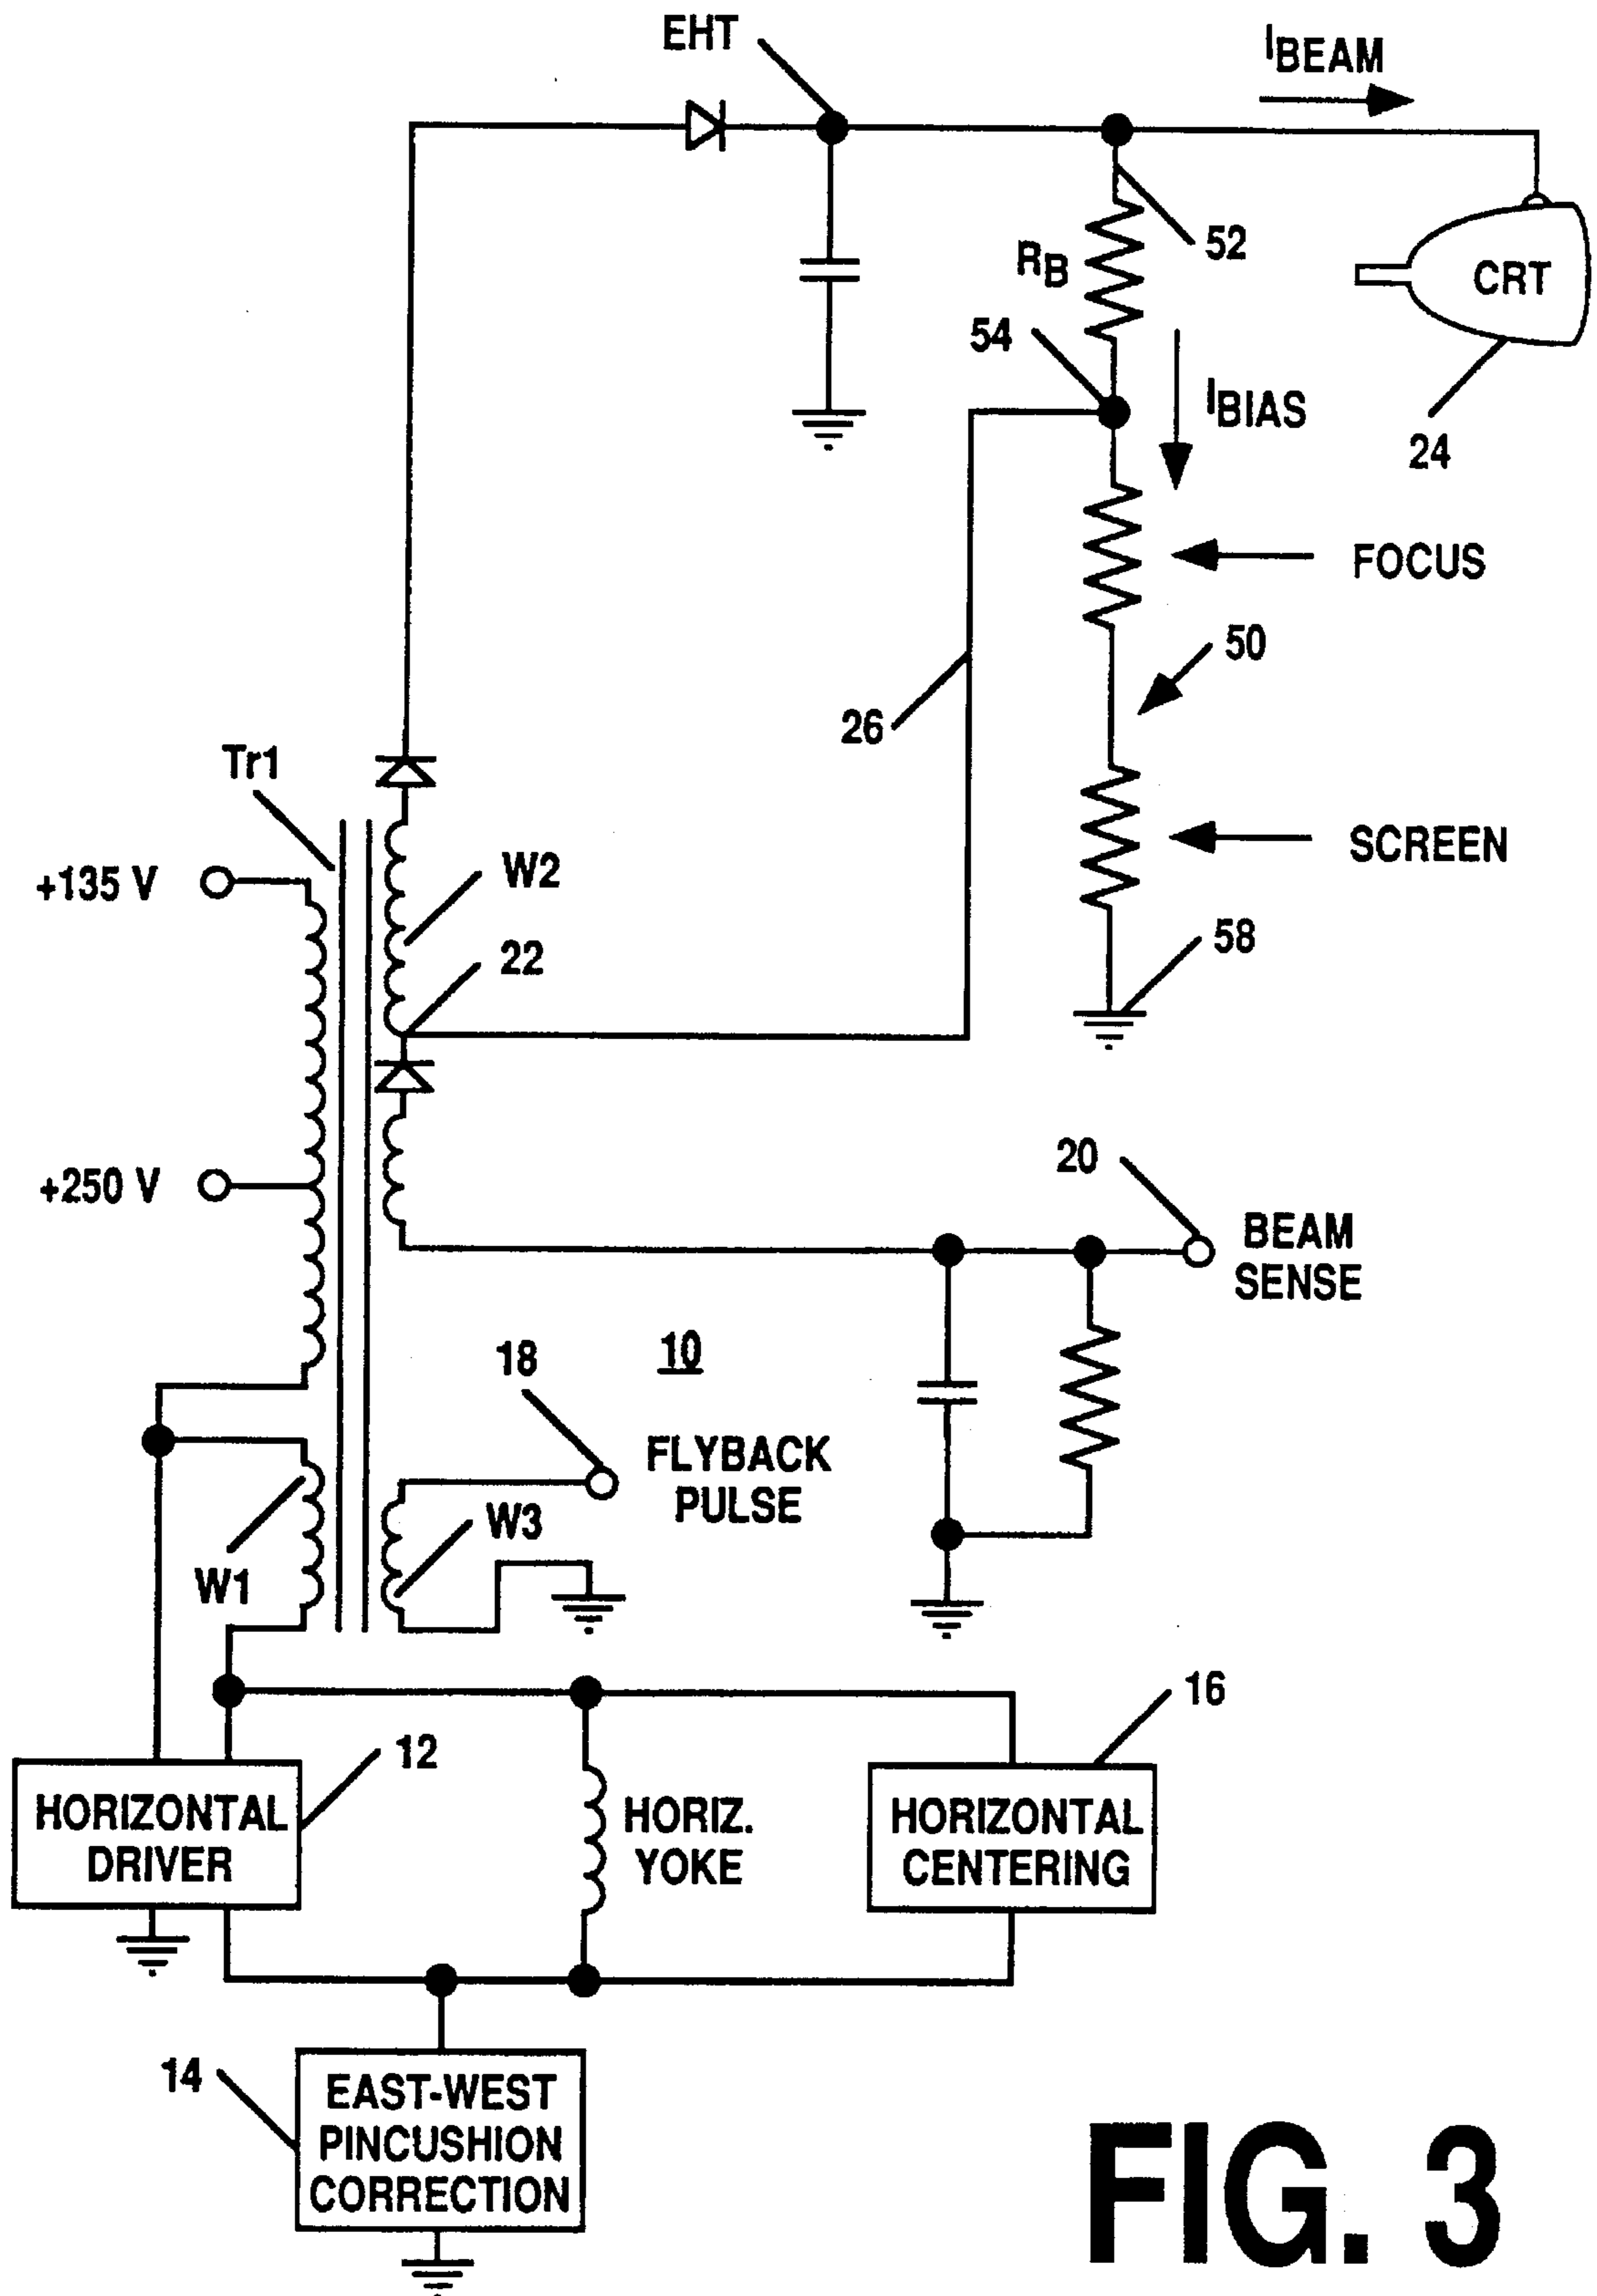 EHT
IBEAM
52
RB
CRT
54
IBIAS
24
FOCUS
50
26
Tr1
W2
+135 V
SCREEN
22
58
20
+250 V
BEAM
SENSE
18
10
FLYBACK
PULSE
W3
W1
16
12
HORIZONTAL
DRIVER
HORIZ.
YOKE
HORIZONTAL
CENTERING
14
EAST-WEST
PINCUSHION
CORRECTION
FIG. 3